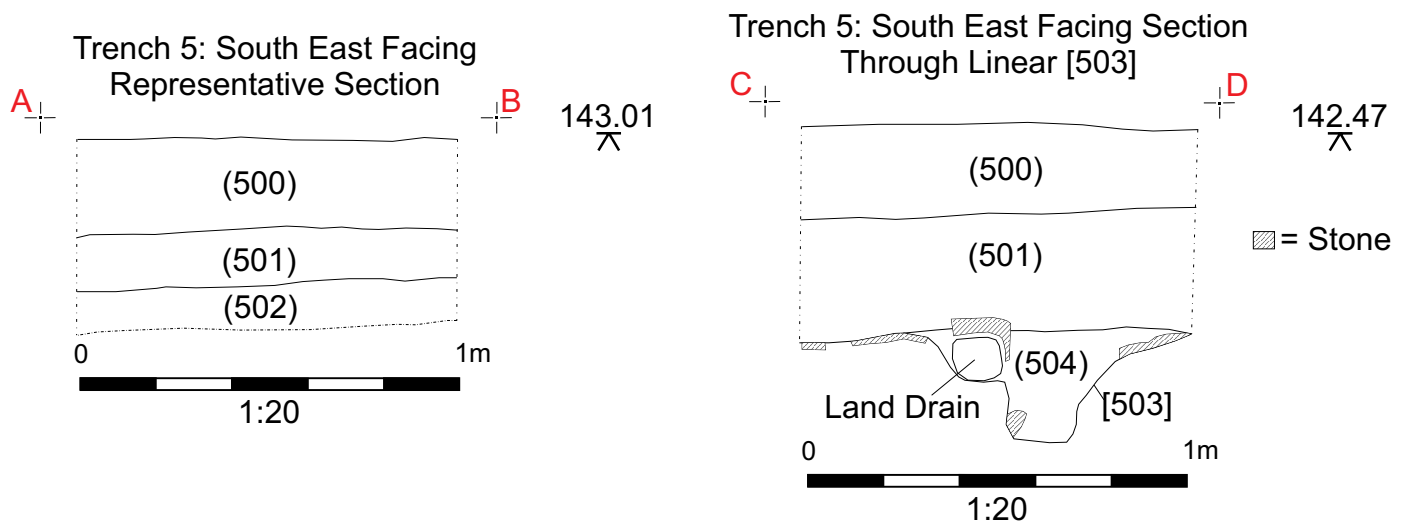 Trench 5: South East Facing
Representative Section
A
B
143.01
(500)
(501)
(502)
0
1m
1:20
Trench 5: South East Facing Section
Through Linear [503]
C
D
142.47
(500)
(501)
= Stone
(504)
Land Drain
[503]
0
1m
1:20